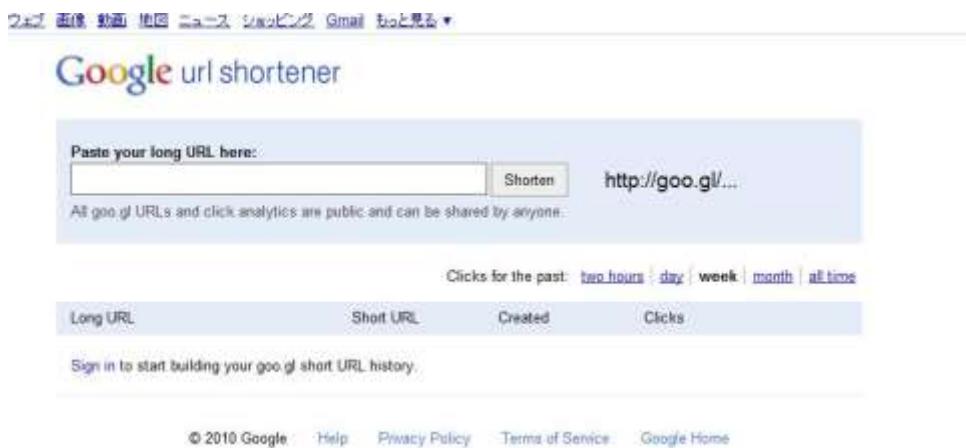 ウェブ 画像 動画 地図 ニュース ショッピング Gmail もっと見る ▼
Google url shortener
Paste your long URL here:
Shorten http://goo.gl/...
All goo.gl URLs and click analytics are public and can be shared by anyone.
Clicks for the past: two hours | day | week | month | all time
Long URL Short URL Created Clicks
Sign in to start building your goo.gl short URL history.
© 2010 Google Help Privacy Policy Terms of Service Google Home